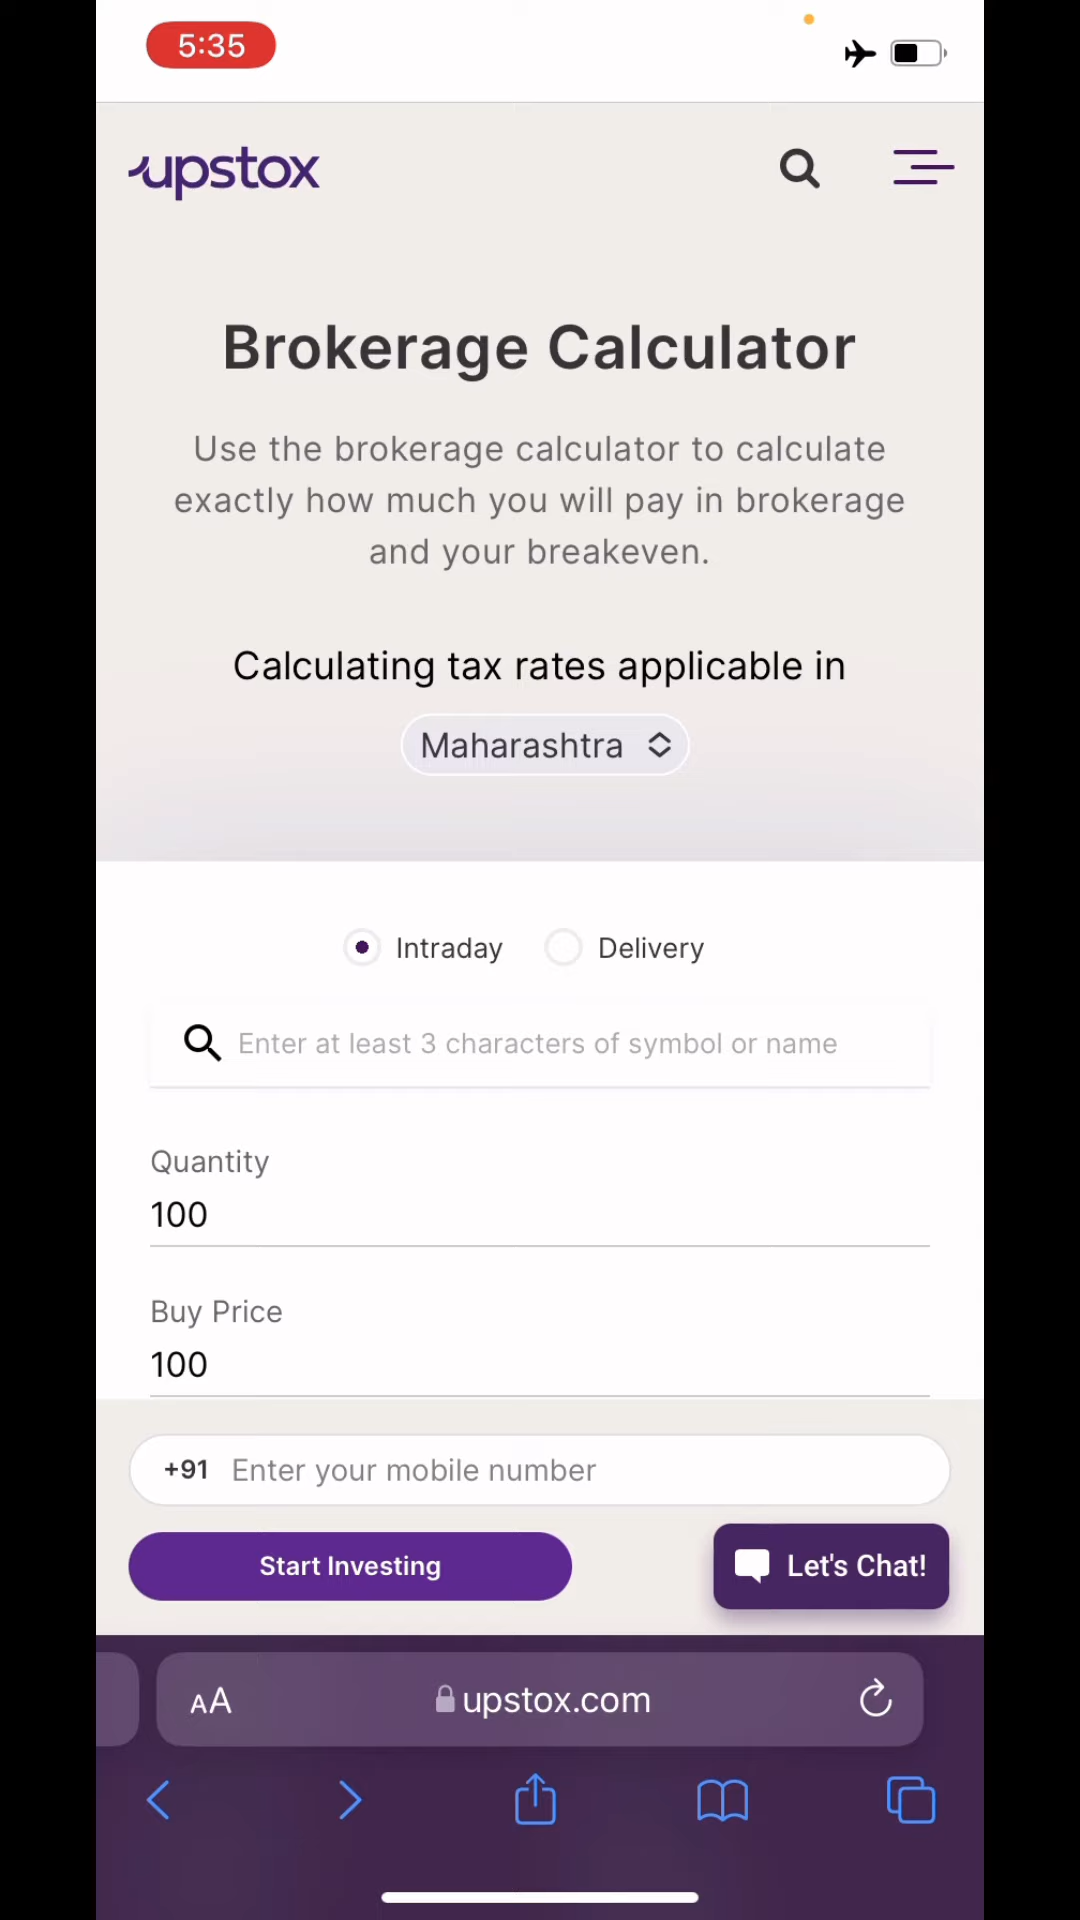 5:35
upstox
Brokerage Calculator
Use the brokerage calculator to calculate
exactly how much you will pay in brokerage
and your breakeven.
Calculating tax rates applicable in
Maharashtra
Intraday Delivery
Enter at least 3 characters of symbol or name
Quantity
100
Buy Price
100
+91 Enter your mobile number
Start Investing
Let's Chat!
AA upstox.com